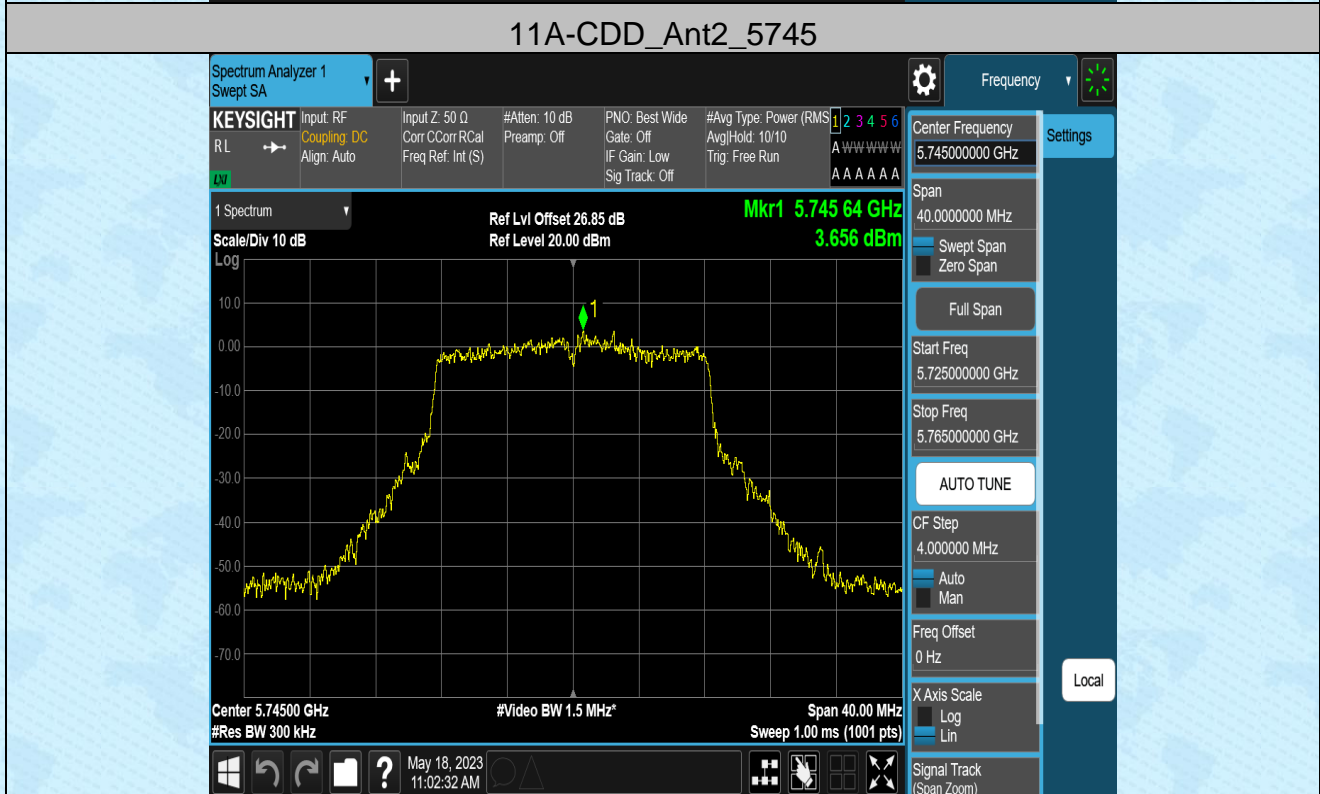 11A-CDD_Ant2_5745
Spectrum Analyzer 1
Swept SA
Frequency
KEYSIGHT
R L
LXI
Input: RF
Coupling: DC
Align: Auto
Input Z: 50 Ω
Corr CCorr RCal
Freq Ref: Int (S)
#Atten: 10 dB
Preamp: Off
PNO: Best Wide
Gate: Off
IF Gain: Low
Sig Track: Off
#Avg Type: Power (RMS
Avg|Hold: 10/10
Trig: Free Run
1 2 3 4 5 6
A W W W W W
A A A A A A
1 Spectrum
Scale/Div 10 dB
Log
Ref Lvl Offset 26.85 dB
Ref Level 20.00 dBm
Mkr1 5.745 64 GHz
3.656 dBm
1
10.0
0.00
-10.0
-20.0
-30.0
-40.0
-50.0
-60.0
-70.0
Center 5.74500 GHz
#Res BW 300 kHz
#Video BW 1.5 MHz*
Span 40.00 MHz
Sweep 1.00 ms (1001 pts)
Center Frequency
5.745000000 GHz
Settings
Span
40.0000000 MHz
Swept Span
Zero Span
Full Span
Start Freq
5.725000000 GHz
Stop Freq
5.765000000 GHz
AUTO TUNE
CF Step
4.000000 MHz
Auto
Man
Freq Offset
0 Hz
X Axis Scale
Log
Lin
Local
Signal Track
(Span Zoom)
?
May 18, 2023
11:02:32 AM